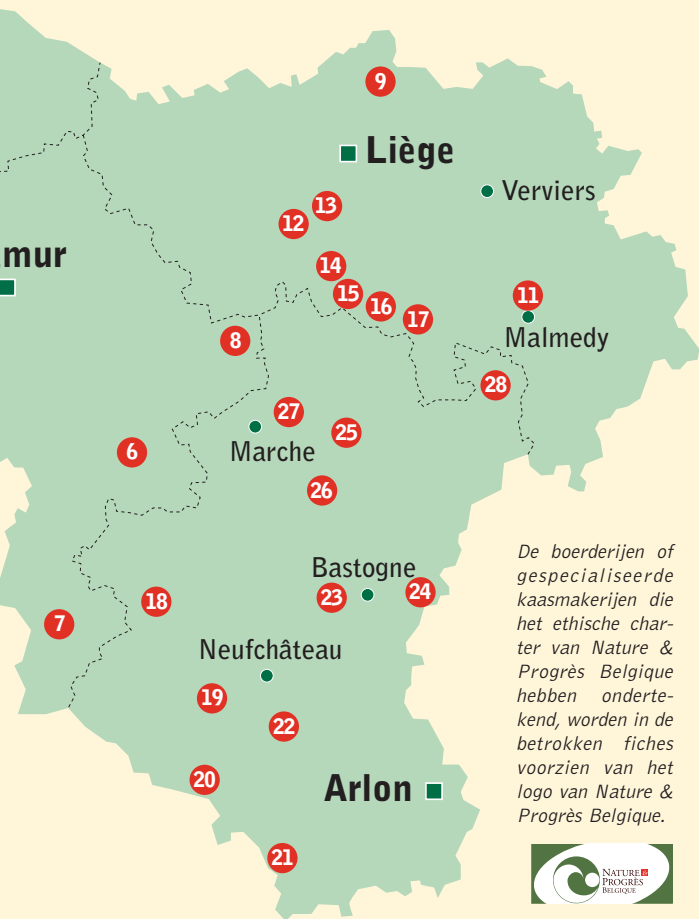 9
Liège
Verviers
13
12
mur
14
15
11
16
17
Malmedy
8
28
27
25
Marche
6
26
De boerderijen of
gespecialiseerde
kaasmakerijen die
het ethische char-
ter van Nature &
Progrès Belgique
hebben onderte-
kend, worden in de
betrokken fiches
voorzien van het
logo van Nature &
Progrès Belgique.
Bastogne
18
23
24
7
Neufchâteau
19
22
20
Arlon
21
NATURE &
PROGRÈS
BELGIQUE